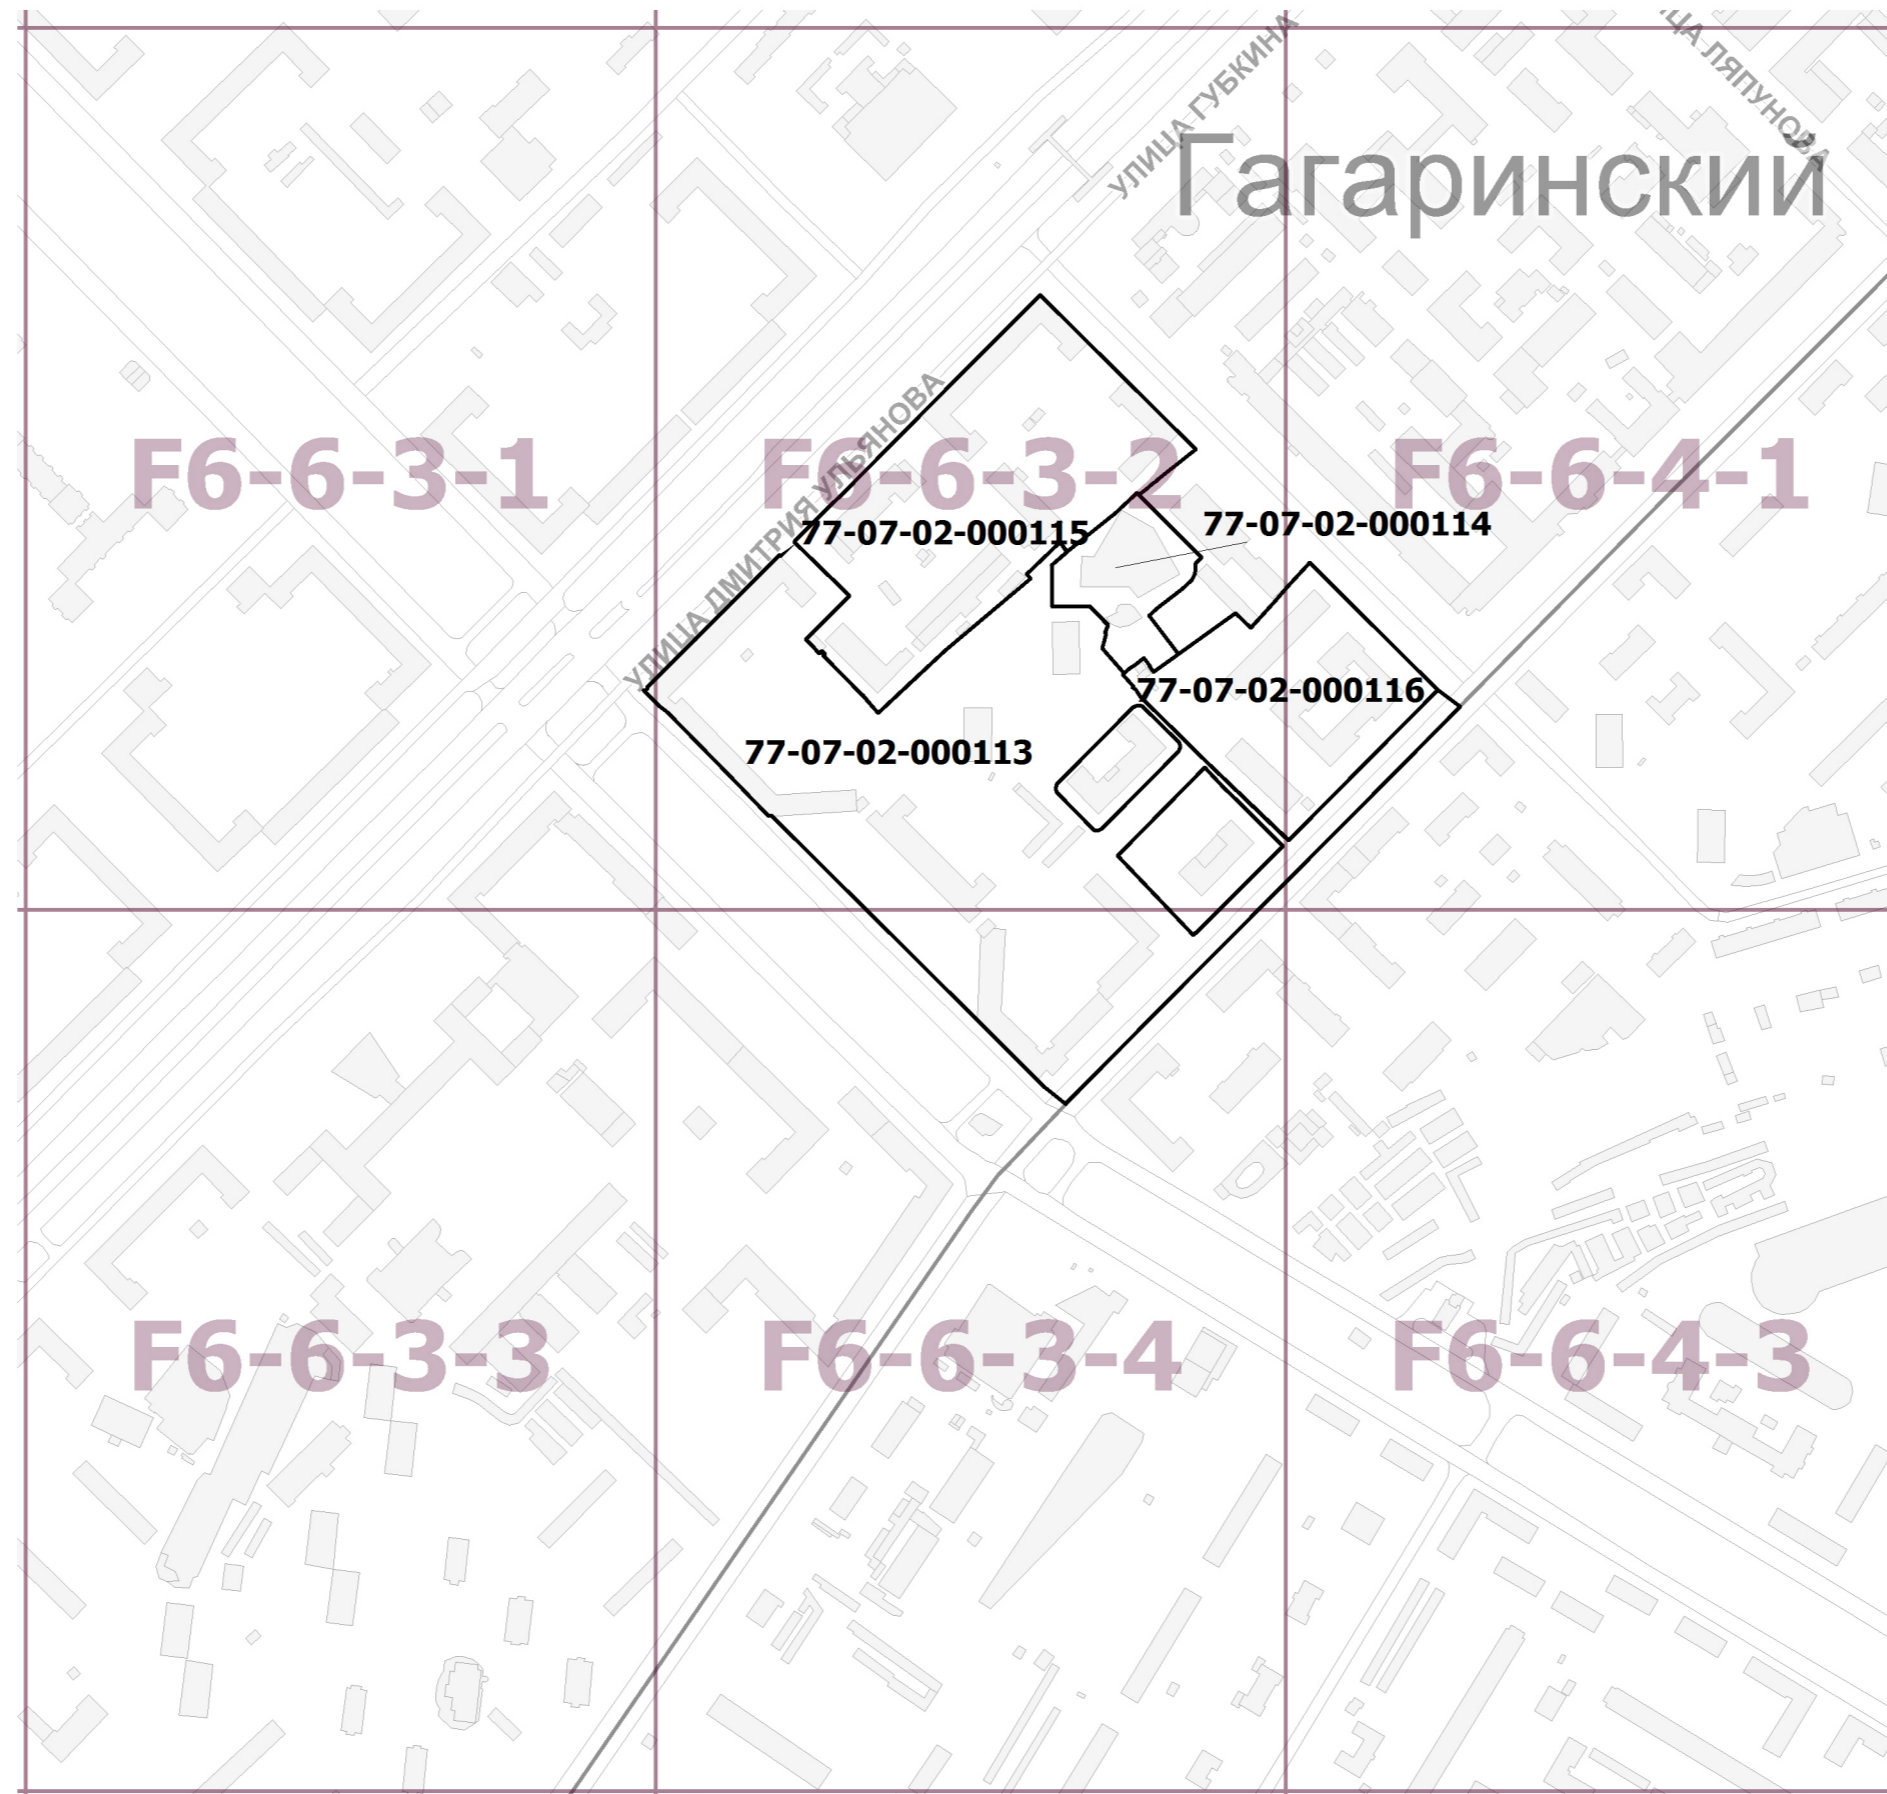 УЛИЦА ГУБКИНА
ЦА ЛЯПУНОВА
Гагаринский
F6-6-3-1
F6-6-3-2
F6-6-4-1
УЛИЦА ДМИТРИЯ УЛЬЯНОВА
77-07-02-000115
77-07-02-000114
77-07-02-000116
77-07-02-000113
F6-6-3-3
F6-6-3-4
F6-6-4-3